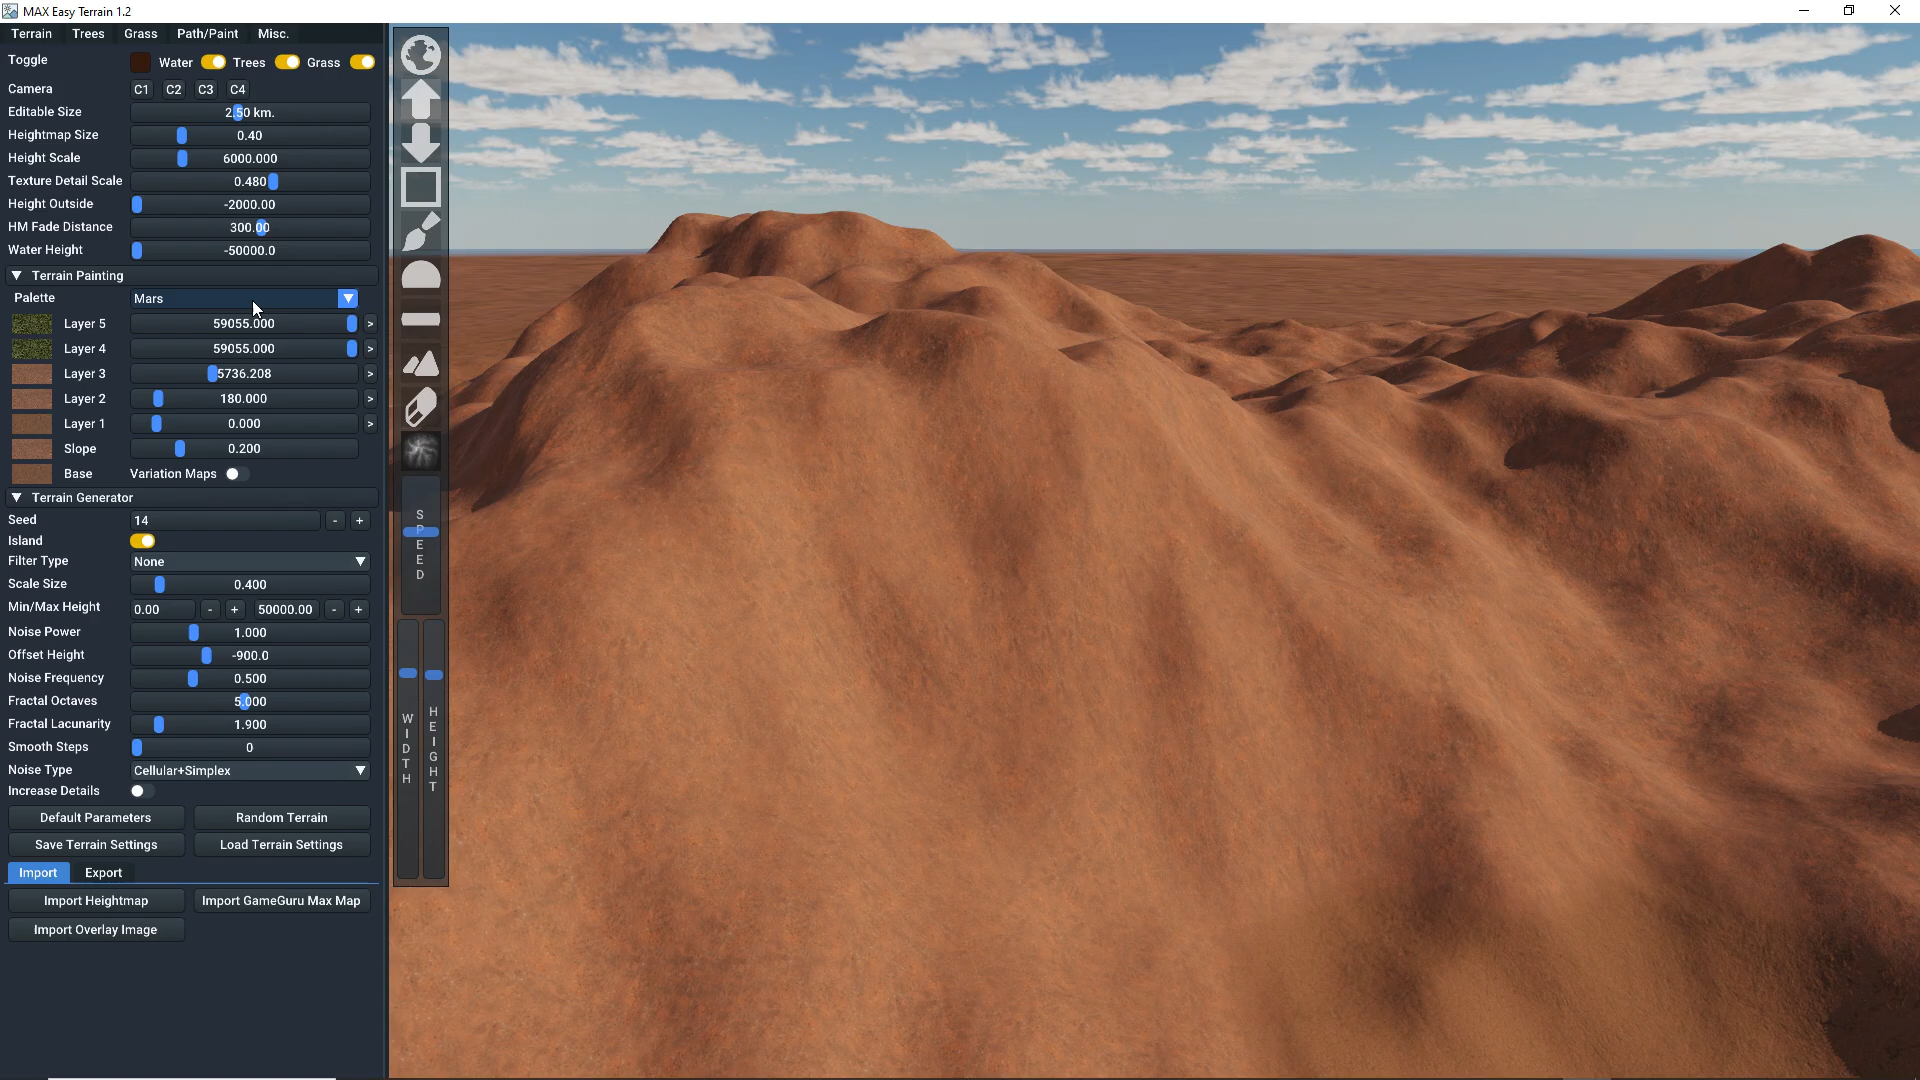 MAX Easy Terrain 1.2
Terrain Trees Grass Path/Paint Misc.
Toggle Water Trees Grass
Camera C1 C2 C3 C4
Editable Size 2.50 km.
Heightmap Size 0.40
Height Scale 6000.000
Texture Detail Scale 0.480
Height Outside -2000.00
HM Fade Distance 300.00
Water Height -50000.0
Terrain Painting
Palette Mars
Layer 5 59055.000 >
Layer 4 59055.000 >
Layer 3 5736.208 >
Layer 2 180.000 >
Layer 1 0.000 >
Slope 0.200
Base Variation Maps
Terrain Generator
Seed 14 - +
Island
Filter Type None
Scale Size 0.400
Min/Max Height 0.00 - + 50000.00 - +
Noise Power 1.000
Offset Height -900.0
Noise Frequency 0.500
Fractal Octaves 5.000
Fractal Lacunarity 1.900
Smooth Steps 0
Noise Type Cellular+Simplex
Increase Details
Default Parameters Random Terrain
Save Terrain Settings Load Terrain Settings
Import Export
Import Heightmap Import GameGuru Max Map
Import Overlay Image
SPEED
WIDTH
HEIGHT